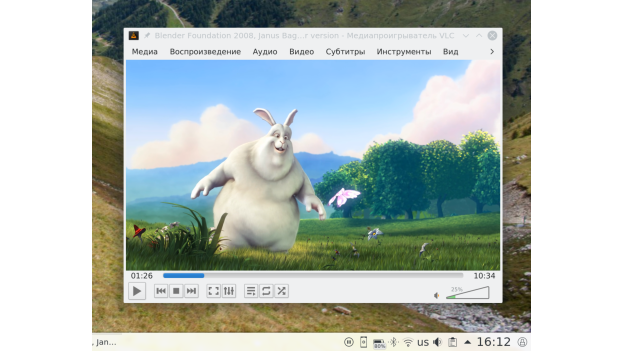 Blender Foundation 2008, Janus Bag...r version - Медиапроигрыватель VLC
Медиа Воспроизведение Аудио Видео Субтитры Инструменты Вид
01:26 10:34
25%
, Jan...
80% us 16:12